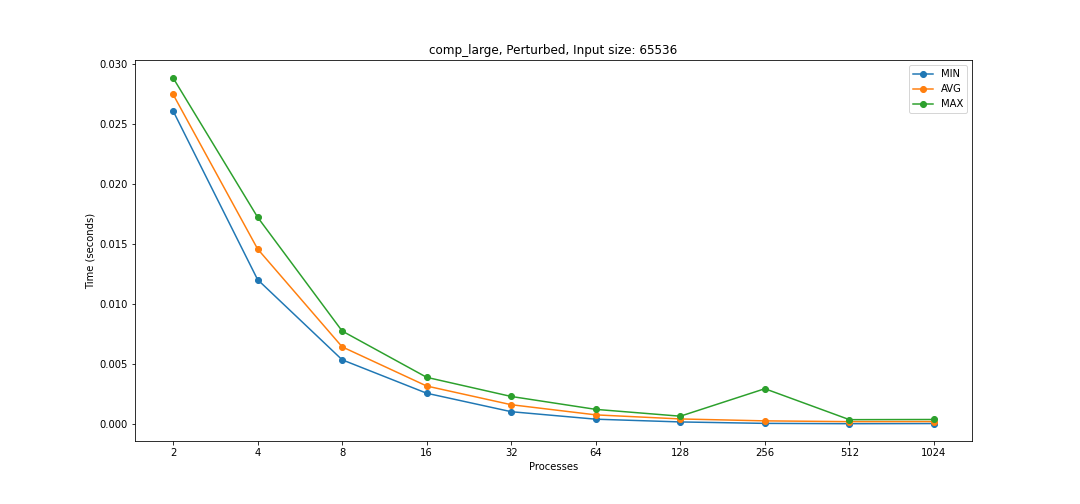 comp_large, Perturbed, Input size: 65536
MIN
AVG
MAX
0.030
0.025
0.020
0.015
0.010
0.005
0.000
Time (seconds)
2 4 8 16 32 64 128 256 512 1024
Processes